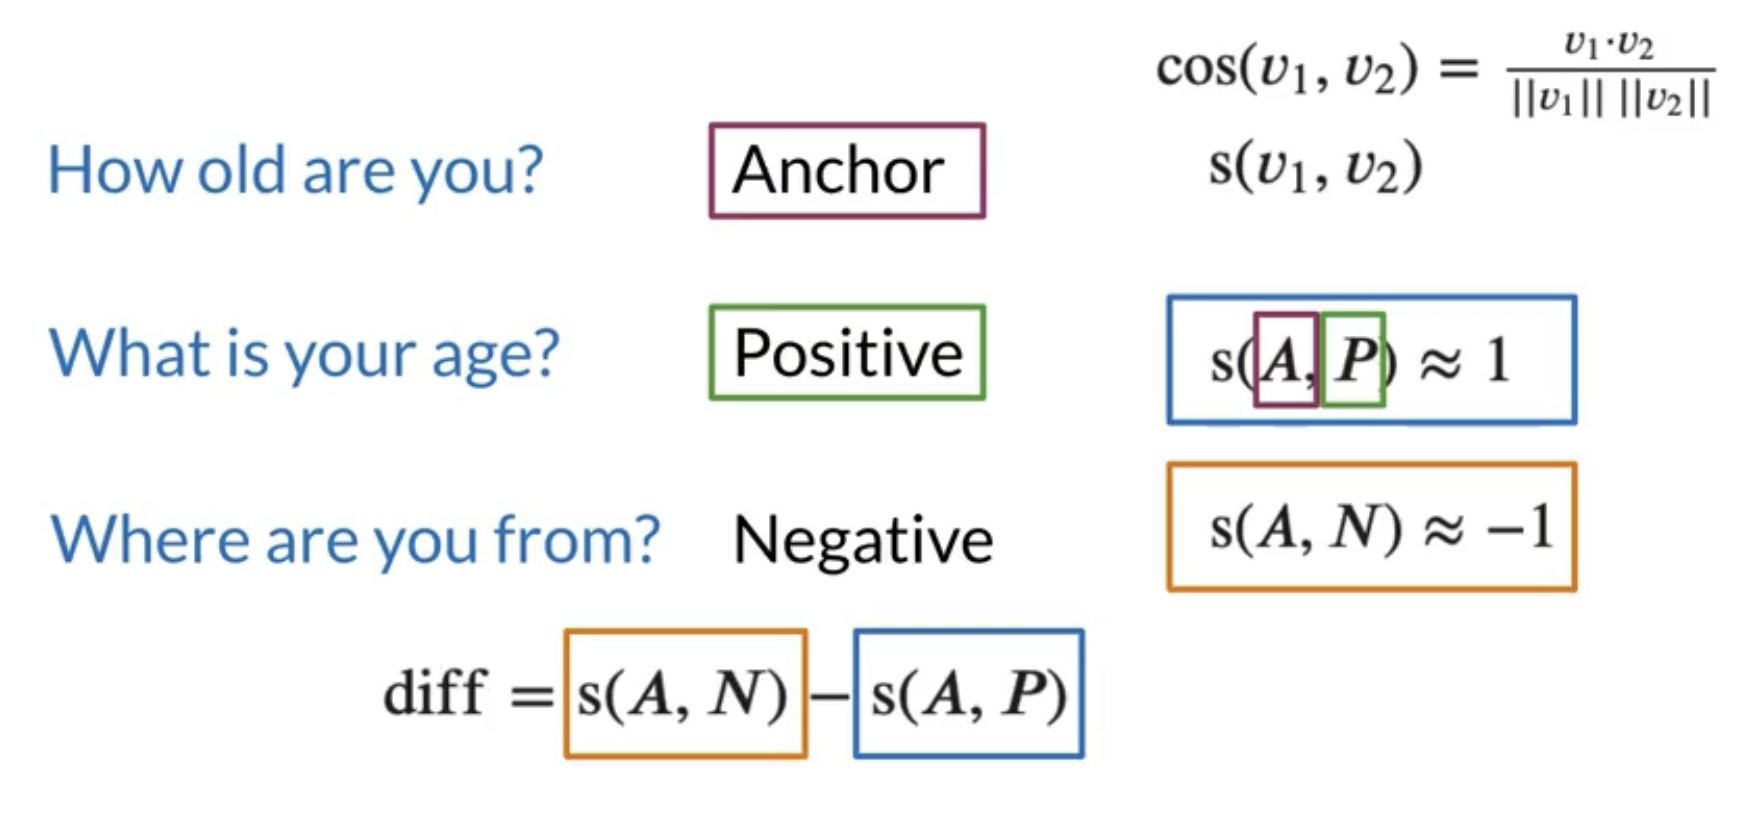 cos(v₁, v₂) = v₁·v₂ / ||v₁|| ||v₂||
How old are you? Anchor s(v₁, v₂)
What is your age? Positive s(A, P) ≈ 1
Where are you from? Negative s(A, N) ≈ −1
diff = s(A, N) − s(A, P)